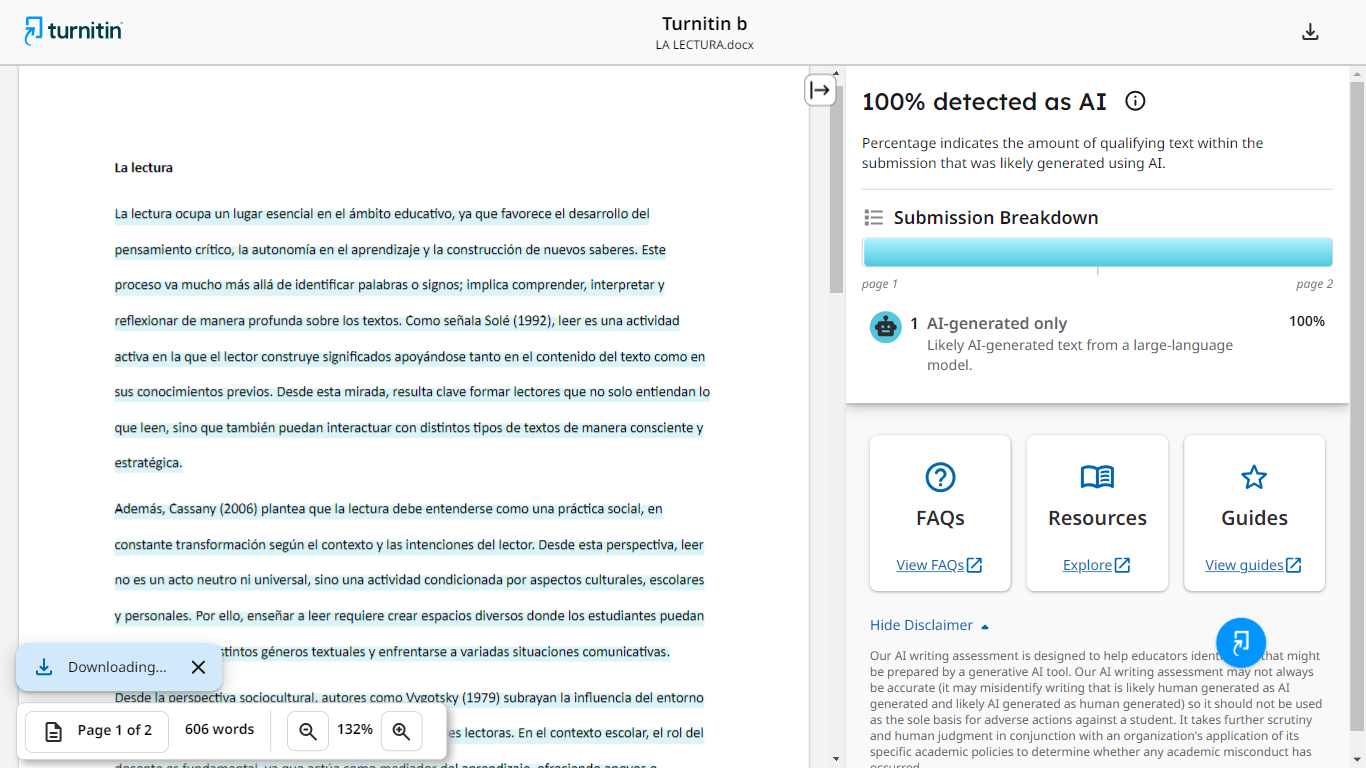 turnitin
Turnitin b
LA LECTURA.docx
La lectura
La lectura ocupa un lugar esencial en el ámbito educativo, ya que favorece el desarrollo del
pensamiento crítico, la autonomía en el aprendizaje y la construcción de nuevos saberes. Este
proceso va mucho más allá de identificar palabras o signos; implica comprender, interpretar y
reflexionar de manera profunda sobre los textos. Como señala Solé (1992), leer es una actividad
activa en la que el lector construye significados apoyándose tanto en el contenido del texto como en
sus conocimientos previos. Desde esta mirada, resulta clave formar lectores que no solo entiendan lo
que leen, sino que también puedan interactuar con distintos tipos de textos de manera consciente y
estratégica.
Además, Cassany (2006) plantea que la lectura debe entenderse como una práctica social, en
constante transformación según el contexto y las intenciones del lector. Desde esta perspectiva, leer
no es un acto neutro ni universal, sino una actividad condicionada por aspectos culturales, escolares
y personales. Por ello, enseñar a leer requiere crear espacios diversos donde los estudiantes puedan
stintos géneros textuales y enfrentarse a variadas situaciones comunicativas.
Desde la perspectiva sociocultural, autores como Vygotsky (1979) subrayan la influencia del entorno
es lectoras. En el contexto escolar, el rol del
docente es fundamental, ya que actúa como mediador del aprendizaje, ofreciendo apoyos o
Downloading...
Page 1 of 2
606 words
132%
100% detected as AI
Percentage indicates the amount of qualifying text within the
submission that was likely generated using AI.
Submission Breakdown
page 1
page 2
1 AI-generated only 100%
Likely AI-generated text from a large-language
model.
FAQs
View FAQs
Resources
Explore
Guides
View guides
Hide Disclaimer
Our AI writing assessment is designed to help educators iden that might
be prepared by a generative AI tool. Our AI writing assessment may not always
be accurate (it may misidentify writing that is likely human generated as AI
generated and likely AI generated as human generated) so it should not be used
as the sole basis for adverse actions against a student. It takes further scrutiny
and human judgment in conjunction with an organization's application of its
specific academic policies to determine whether any academic misconduct has
occurred.